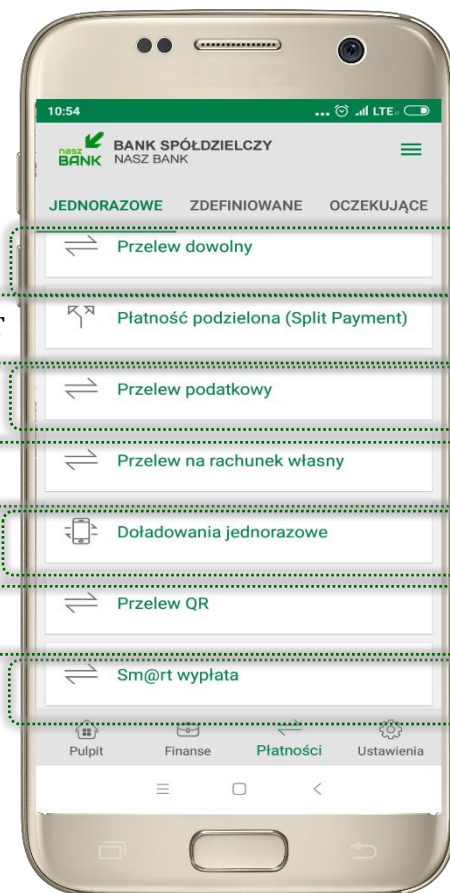 10:54
... LTE
nasz BANK
BANK SPÓŁDZIELCZY
NASZ BANK
JEDNORAZOWE ZDEFINIOWANE OCZEKUJĄCE
Przelew dowolny
T
Płatność podzielona (Split Payment)
Przelew podatkowy
Przelew na rachunek własny
Doładowania jednorazowe
Przelew QR
Sm@rt wypłata
Pulpit Finanse Płatności Ustawienia